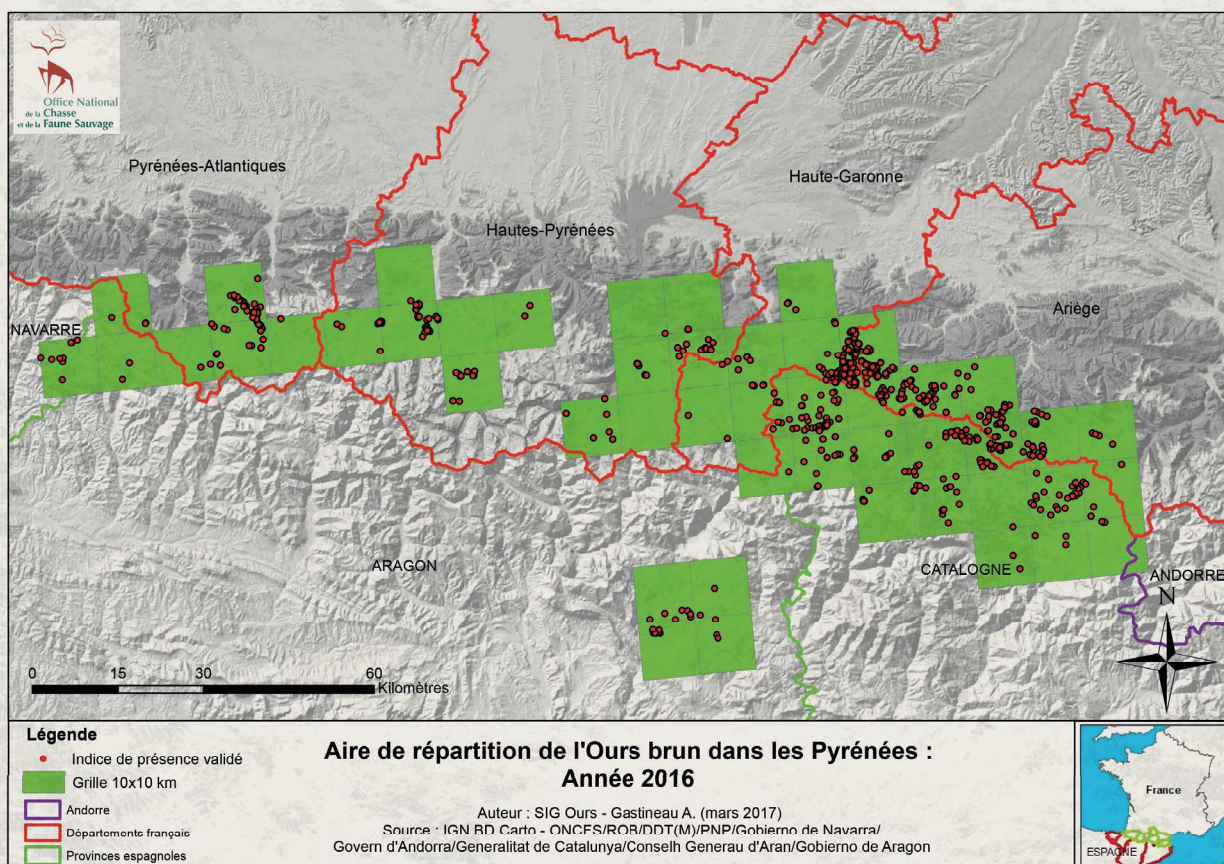 Office National
de la Chasse
et de la Faune Sauvage
Pyrénées-Atlantiques
Haute-Garonne
Hautes-Pyrénées
Ariège
NAVARRE
ARAGON
CATALOGNE
ANDORRE
N
0 15 30 60
Kilomètres
Légende
Indice de présence validé
Grille 10x10 km
Andorre
Départements français
Provinces espagnoles
Aire de répartition de l'Ours brun dans les Pyrénées :
Année 2016
Auteur : SIG Ours - Gastineau A. (mars 2017)
Source : IGN BD Carto - ONCFS/ROB/DDT(M)/PNP/Gobierno de Navarra/
Govern d'Andorra/Generalitat de Catalunya/Conselh Generau d'Aran/Gobierno de Aragon
France
ESPAGNE